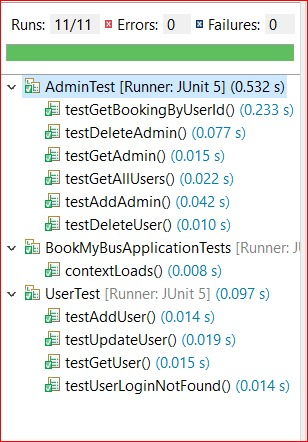 Runs: 11/11 Errors: 0 Failures: 0
AdminTest [Runner: JUnit 5] (0.532 s)
testGetBookingByUserId() (0.233 s)
testDeleteAdmin() (0.077 s)
testGetAdmin() (0.015 s)
testGetAllUsers() (0.022 s)
testAddAdmin() (0.042 s)
testDeleteUser() (0.010 s)
BookMyBusApplicationTests [Runner: JU
contextLoads() (0.008 s)
UserTest [Runner: JUnit 5] (0.097 s)
testAddUser() (0.014 s)
testUpdateUser() (0.019 s)
testGetUser() (0.015 s)
testUserLoginNotFound() (0.014 s)